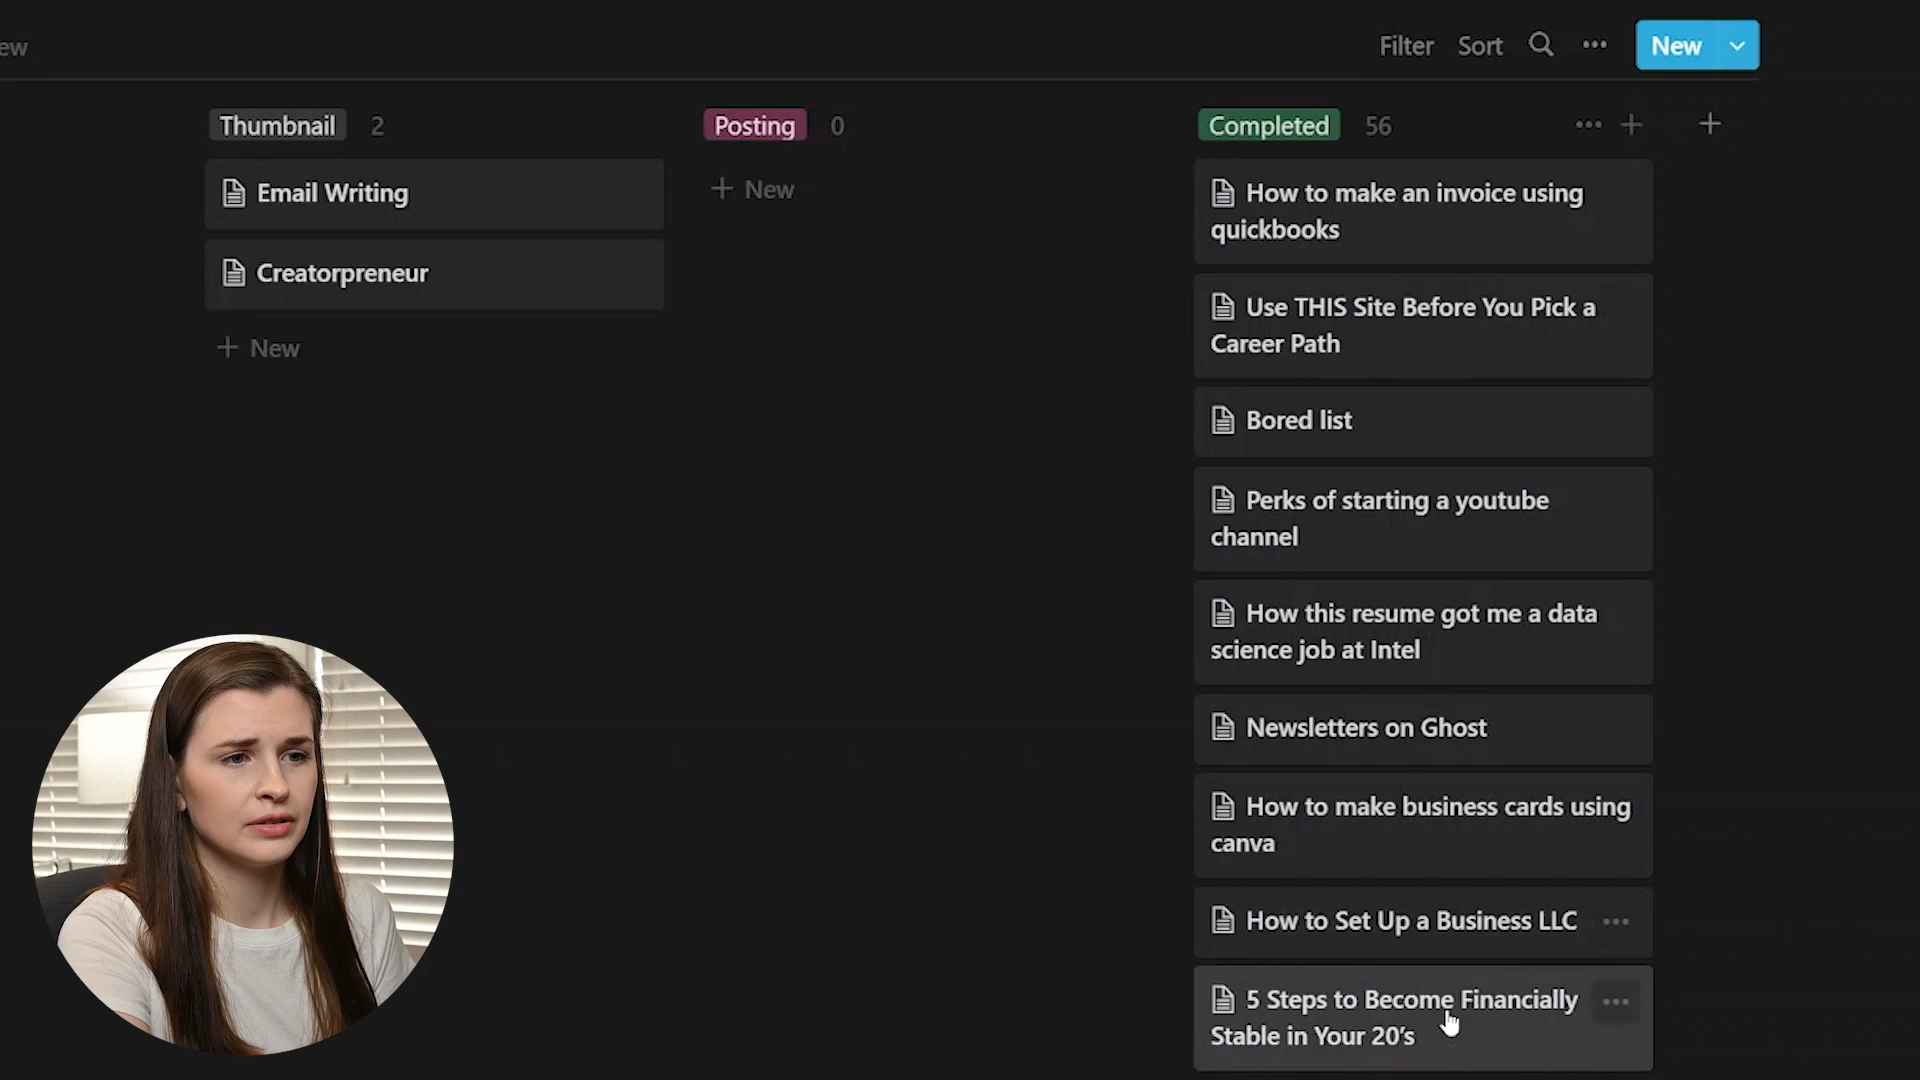 ew
Filter Sort
New
Thumbnail 2
Email Writing
Creatorpreneur
+ New
Posting 0
+ New
Completed 56
How to make an invoice using
quickbooks
Use THIS Site Before You Pick a
Career Path
Bored list
Perks of starting a youtube
channel
How this resume got me a data
science job at Intel
Newsletters on Ghost
How to make business cards using
canva
How to Set Up a Business LLC
5 Steps to Become Financially
Stable in Your 20's